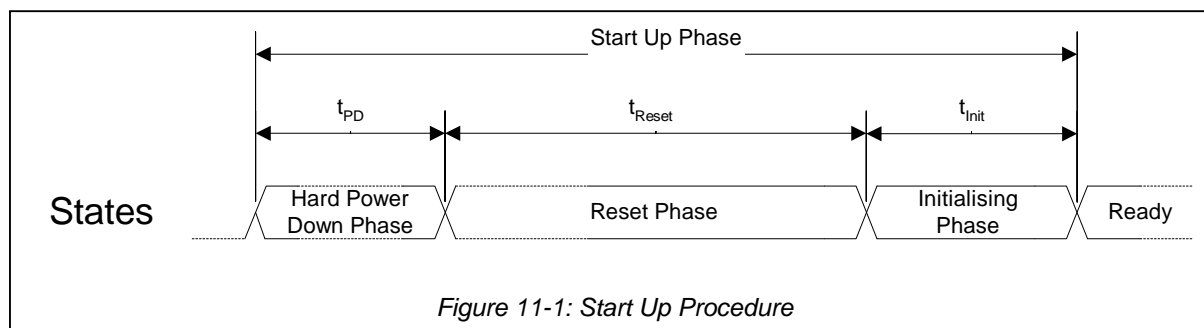 Start Up Phase
tPD
tReset
tInit
States
Hard Power
Down Phase
Reset Phase
Initialising
Phase
Ready
Figure 11-1: Start Up Procedure